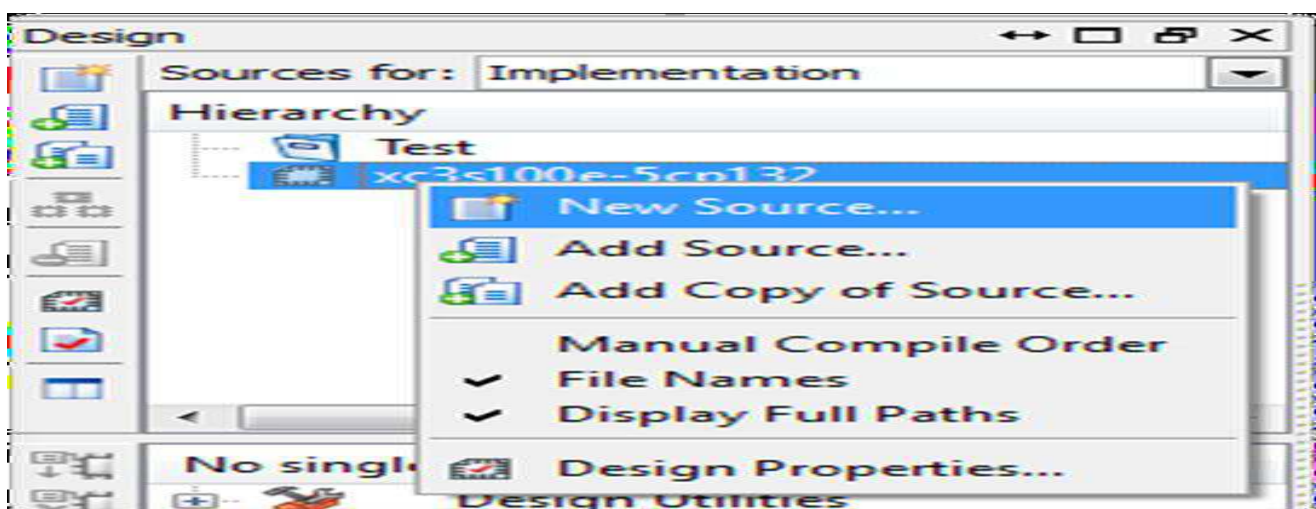 Design
Sources for: Implementation
Hierarchy
Test
xc3s100e-5cp132
New Source...
Add Source...
Add Copy of Source...
Manual Compile Order
File Names
Display Full Paths
No singl
Design Properties...
Design Utilities